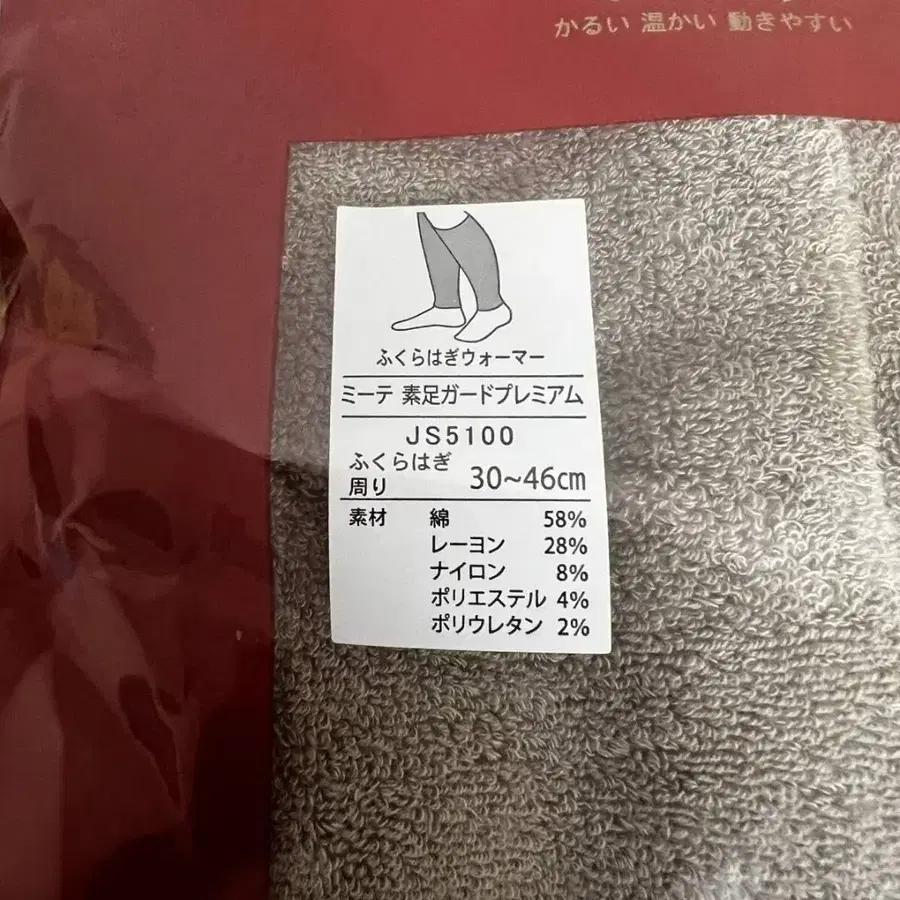 かるい 温かい 動きやすい
ふくらはぎウォーマー
ミーテ 素足ガードプレミアム
JS5100
ふくらはぎ
周り 30~46cm
素材 綿 58%
レーヨン 28%
ナイロン 8%
ポリエステル 4%
ポリウレタン 2%